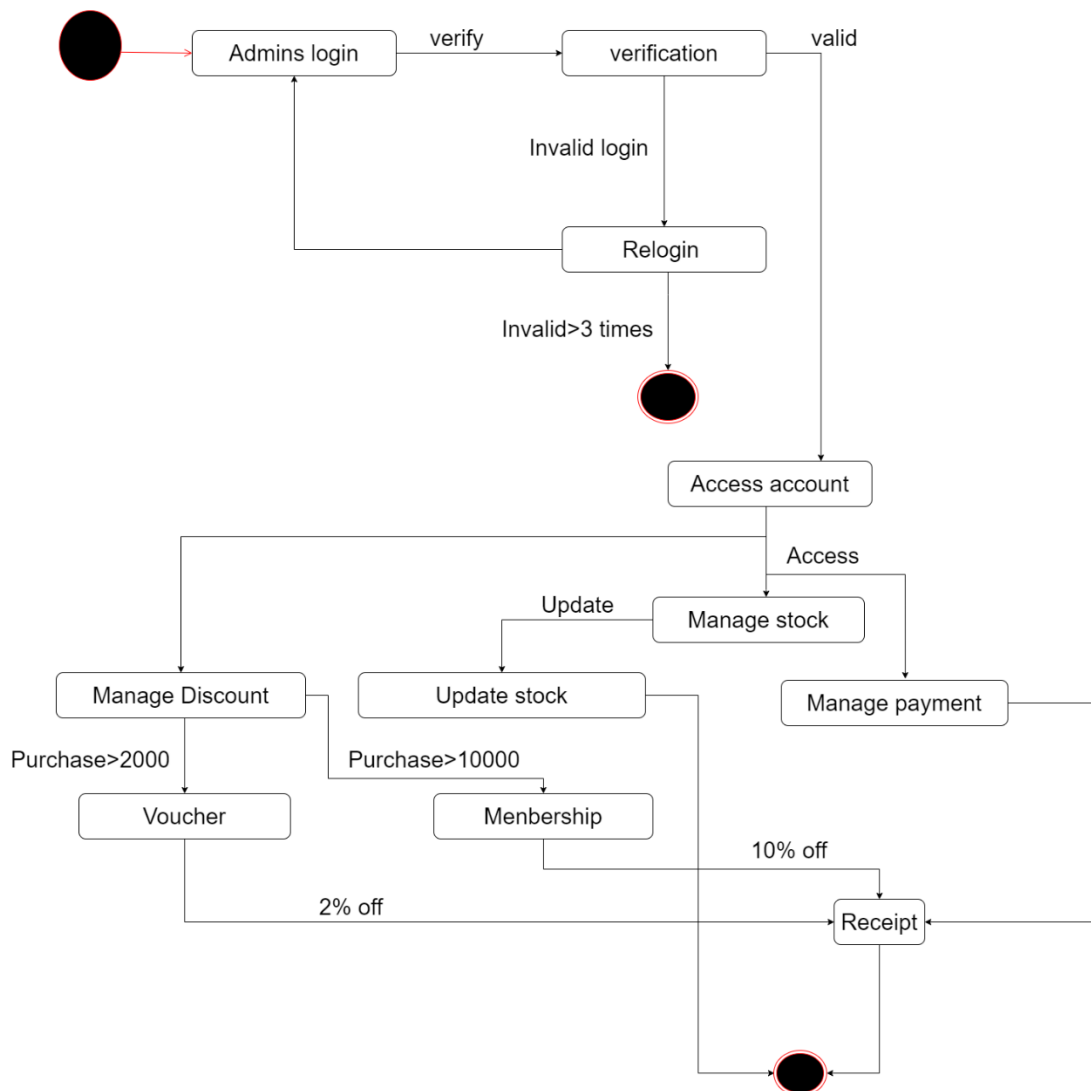 Admins login
verify
verification
valid
Invalid login
Relogin
Invalid>3 times
Access account
Access
Update
Manage stock
Manage Discount
Update stock
Manage payment
Purchase>2000
Purchase>10000
Voucher
Menbership
10% off
2% off
Receipt